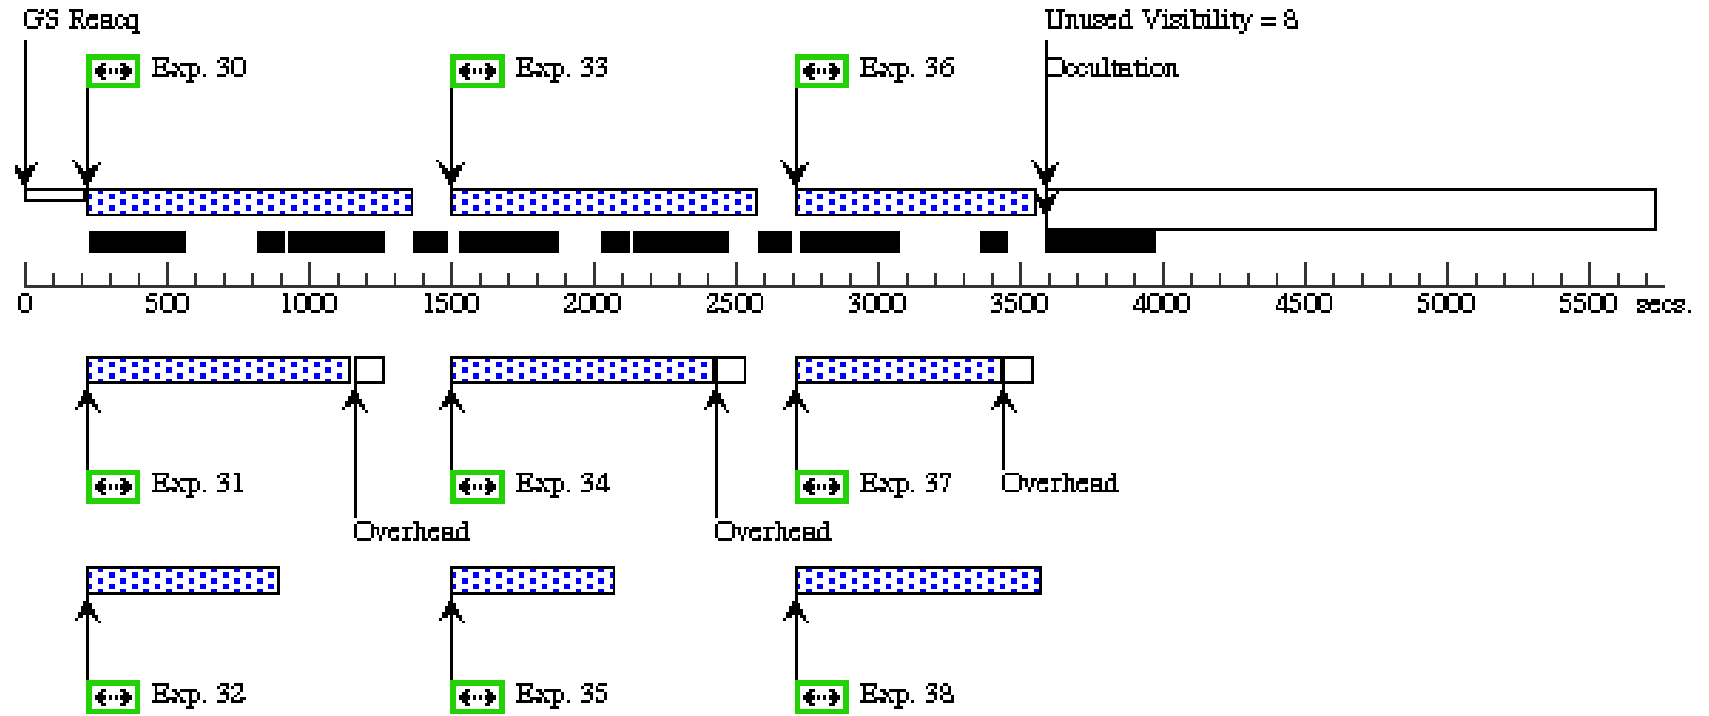 GS Reacq
Unused Visibility = 8
Exp. 30
Exp. 33
Exp. 36
Occultation
0 500 1000 1500 2000 2500 3000 3500 4000 4500 5000 5500 secs.
Exp. 31
Exp. 34
Exp. 37
Overhead
Overhead
Overhead
Exp. 32
Exp. 35
Exp. 38